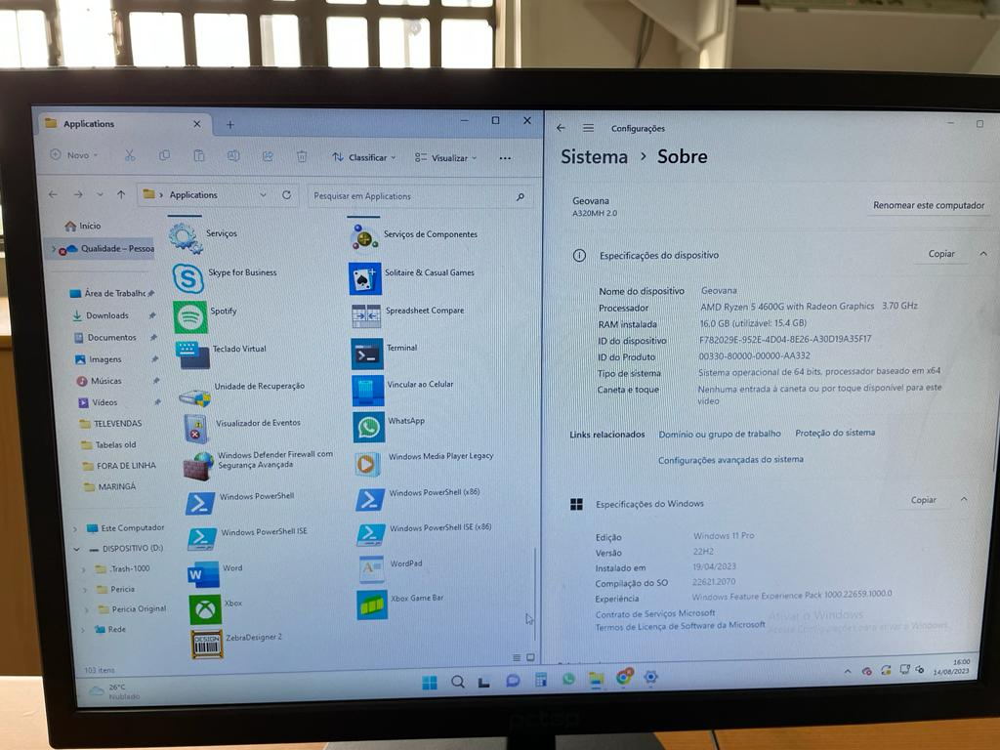 Applications
Novo
Classificar
Visualizar
Applications
Pesquisar em Applications
Início
Qualidade – Pessoa
Área de Trabalho
Downloads
Documentos
Imagens
Músicas
Vídeos
TELEVENDAS
Tabelas old
FORA DE LINHA
MARINGÁ
Este Computador
DISPOSITIVO (D:)
.Trash-1000
Pericia
Pericia Original
Rede
Serviços
Serviços de Componentes
Skype for Business
Solitaire & Casual Games
Spotify
Spreadsheet Compare
Teclado Virtual
Terminal
Unidade de Recuperação
Vincular ao Celular
Visualizador de Eventos
WhatsApp
Windows Defender Firewall com
Segurança Avançada
Windows Media Player Legacy
Windows PowerShell
Windows PowerShell (x86)
Windows PowerShell ISE
Windows PowerShell ISE (x86)
Word
WordPad
Xbox
Xbox Game Bar
DESIGN
ZebraDesigner 2
103 itens
Configurações
Sistema > Sobre
Geovana
A320MH 2.0
Renomear este computador
Especificações do dispositivo
Copiar
Nome do dispositivo Geovana
Processador AMD Ryzen 5 4600G with Radeon Graphics 3.70 GHz
RAM instalada 16.0 GB (utilizável: 15.4 GB)
ID do dispositivo F782029E-952E-4D04-8E26-A30D19A35F17
ID do Produto 00330-80000-00000-AA332
Tipo de sistema Sistema operacional de 64 bits, processador baseado em x64
Caneta e toque Nenhuma entrada à caneta ou por toque disponível para este
vídeo
Links relacionados Domínio ou grupo de trabalho Proteção do sistema
Configurações avançadas do sistema
Especificações do Windows
Copiar
Edição Windows 11 Pro
Versão 22H2
Instalado em 19/04/2023
Compilação do SO 22621.2070
Experiência Windows Feature Experience Pack 1000.22659.1000.0
Contrato de Serviços Microsoft
Termos de Licença de Software da Microsoft
Ativar o Windows
Acesse Configurações para ativar o Windows.
26°C
Nublado
16:00
14/08/2023
pctop